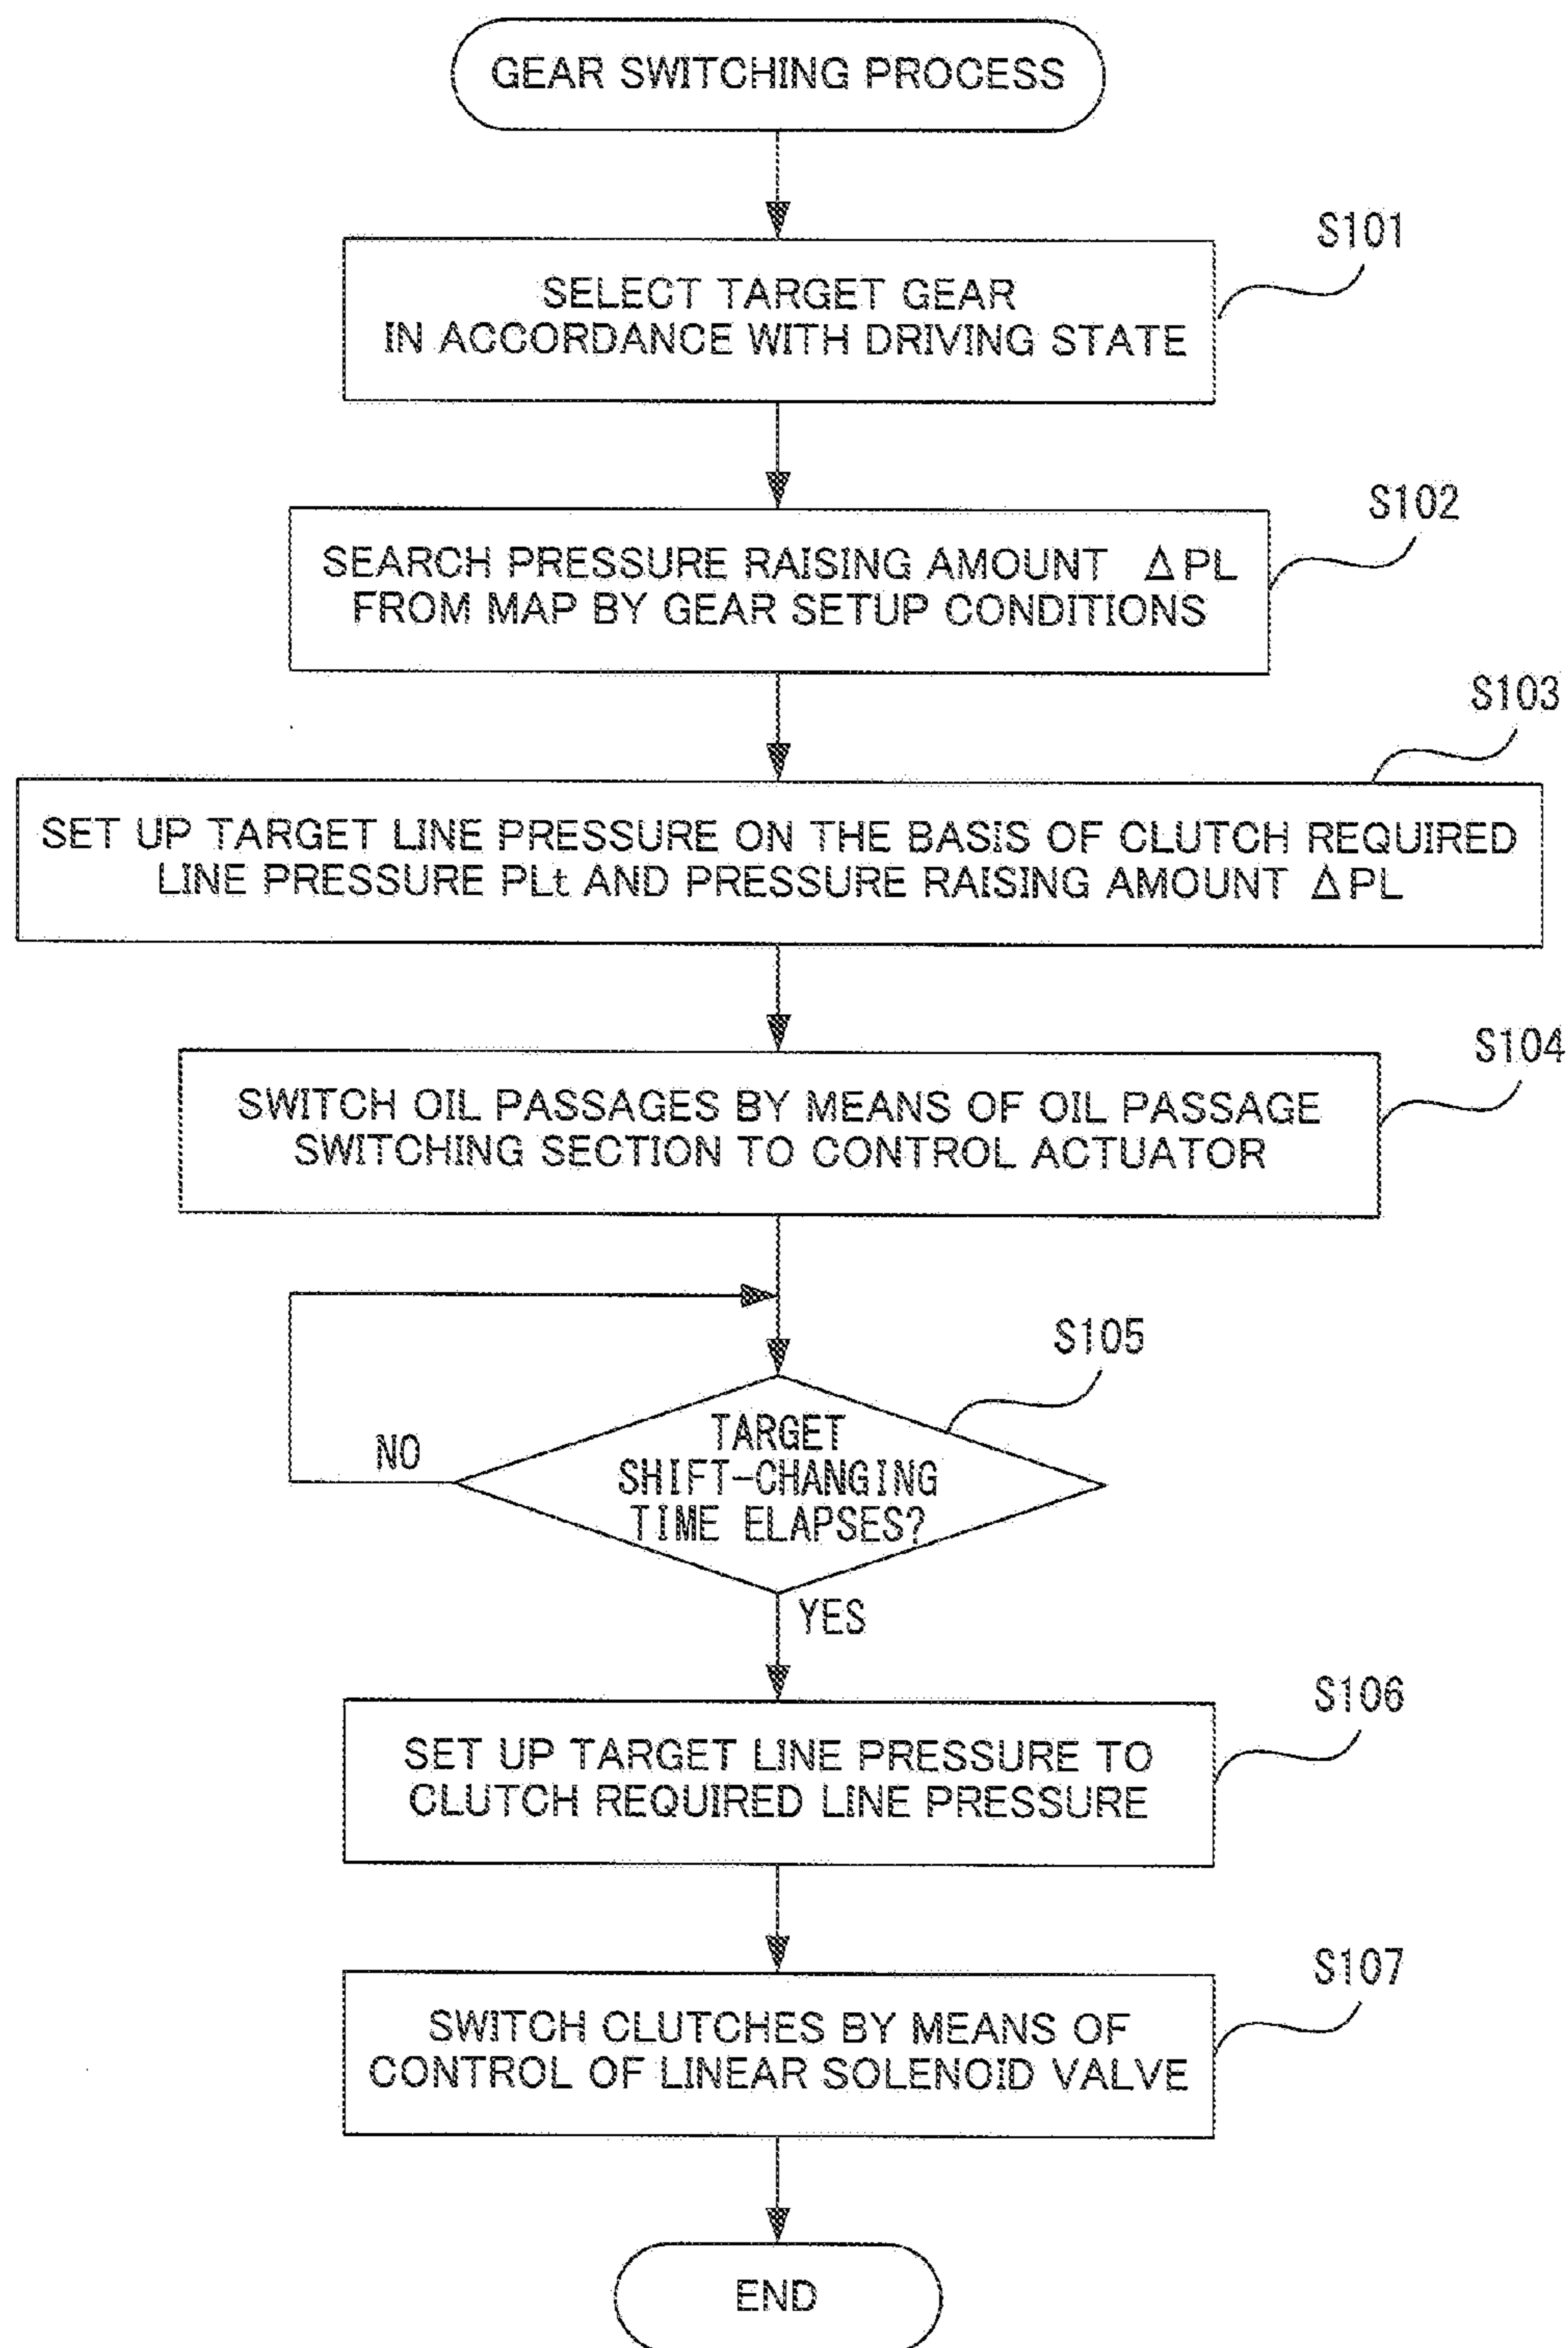 GEAR SWITCHING PROCESS
S101
SELECT TARGET GEAR
IN ACCORDANCE WITH DRIVING STATE
S102
SEARCH PRESSURE RAISING AMOUNT ΔPL
FROM MAP BY GEAR SETUP CONDITIONS
S103
SET UP TARGET LINE PRESSURE ON THE BASIS OF CLUTCH REQUIRED
LINE PRESSURE PLt AND PRESSURE RAISING AMOUNT ΔPL
S104
SWITCH OIL PASSAGES BY MEANS OF OIL PASSAGE
SWITCHING SECTION TO CONTROL ACTUATOR
S105
TARGET
SHIFT-CHANGING
TIME ELAPSES?
NO
YES
S106
SET UP TARGET LINE PRESSURE TO
CLUTCH REQUIRED LINE PRESSURE
S107
SWITCH CLUTCHES BY MEANS OF
CONTROL OF LINEAR SOLENOID VALVE
END